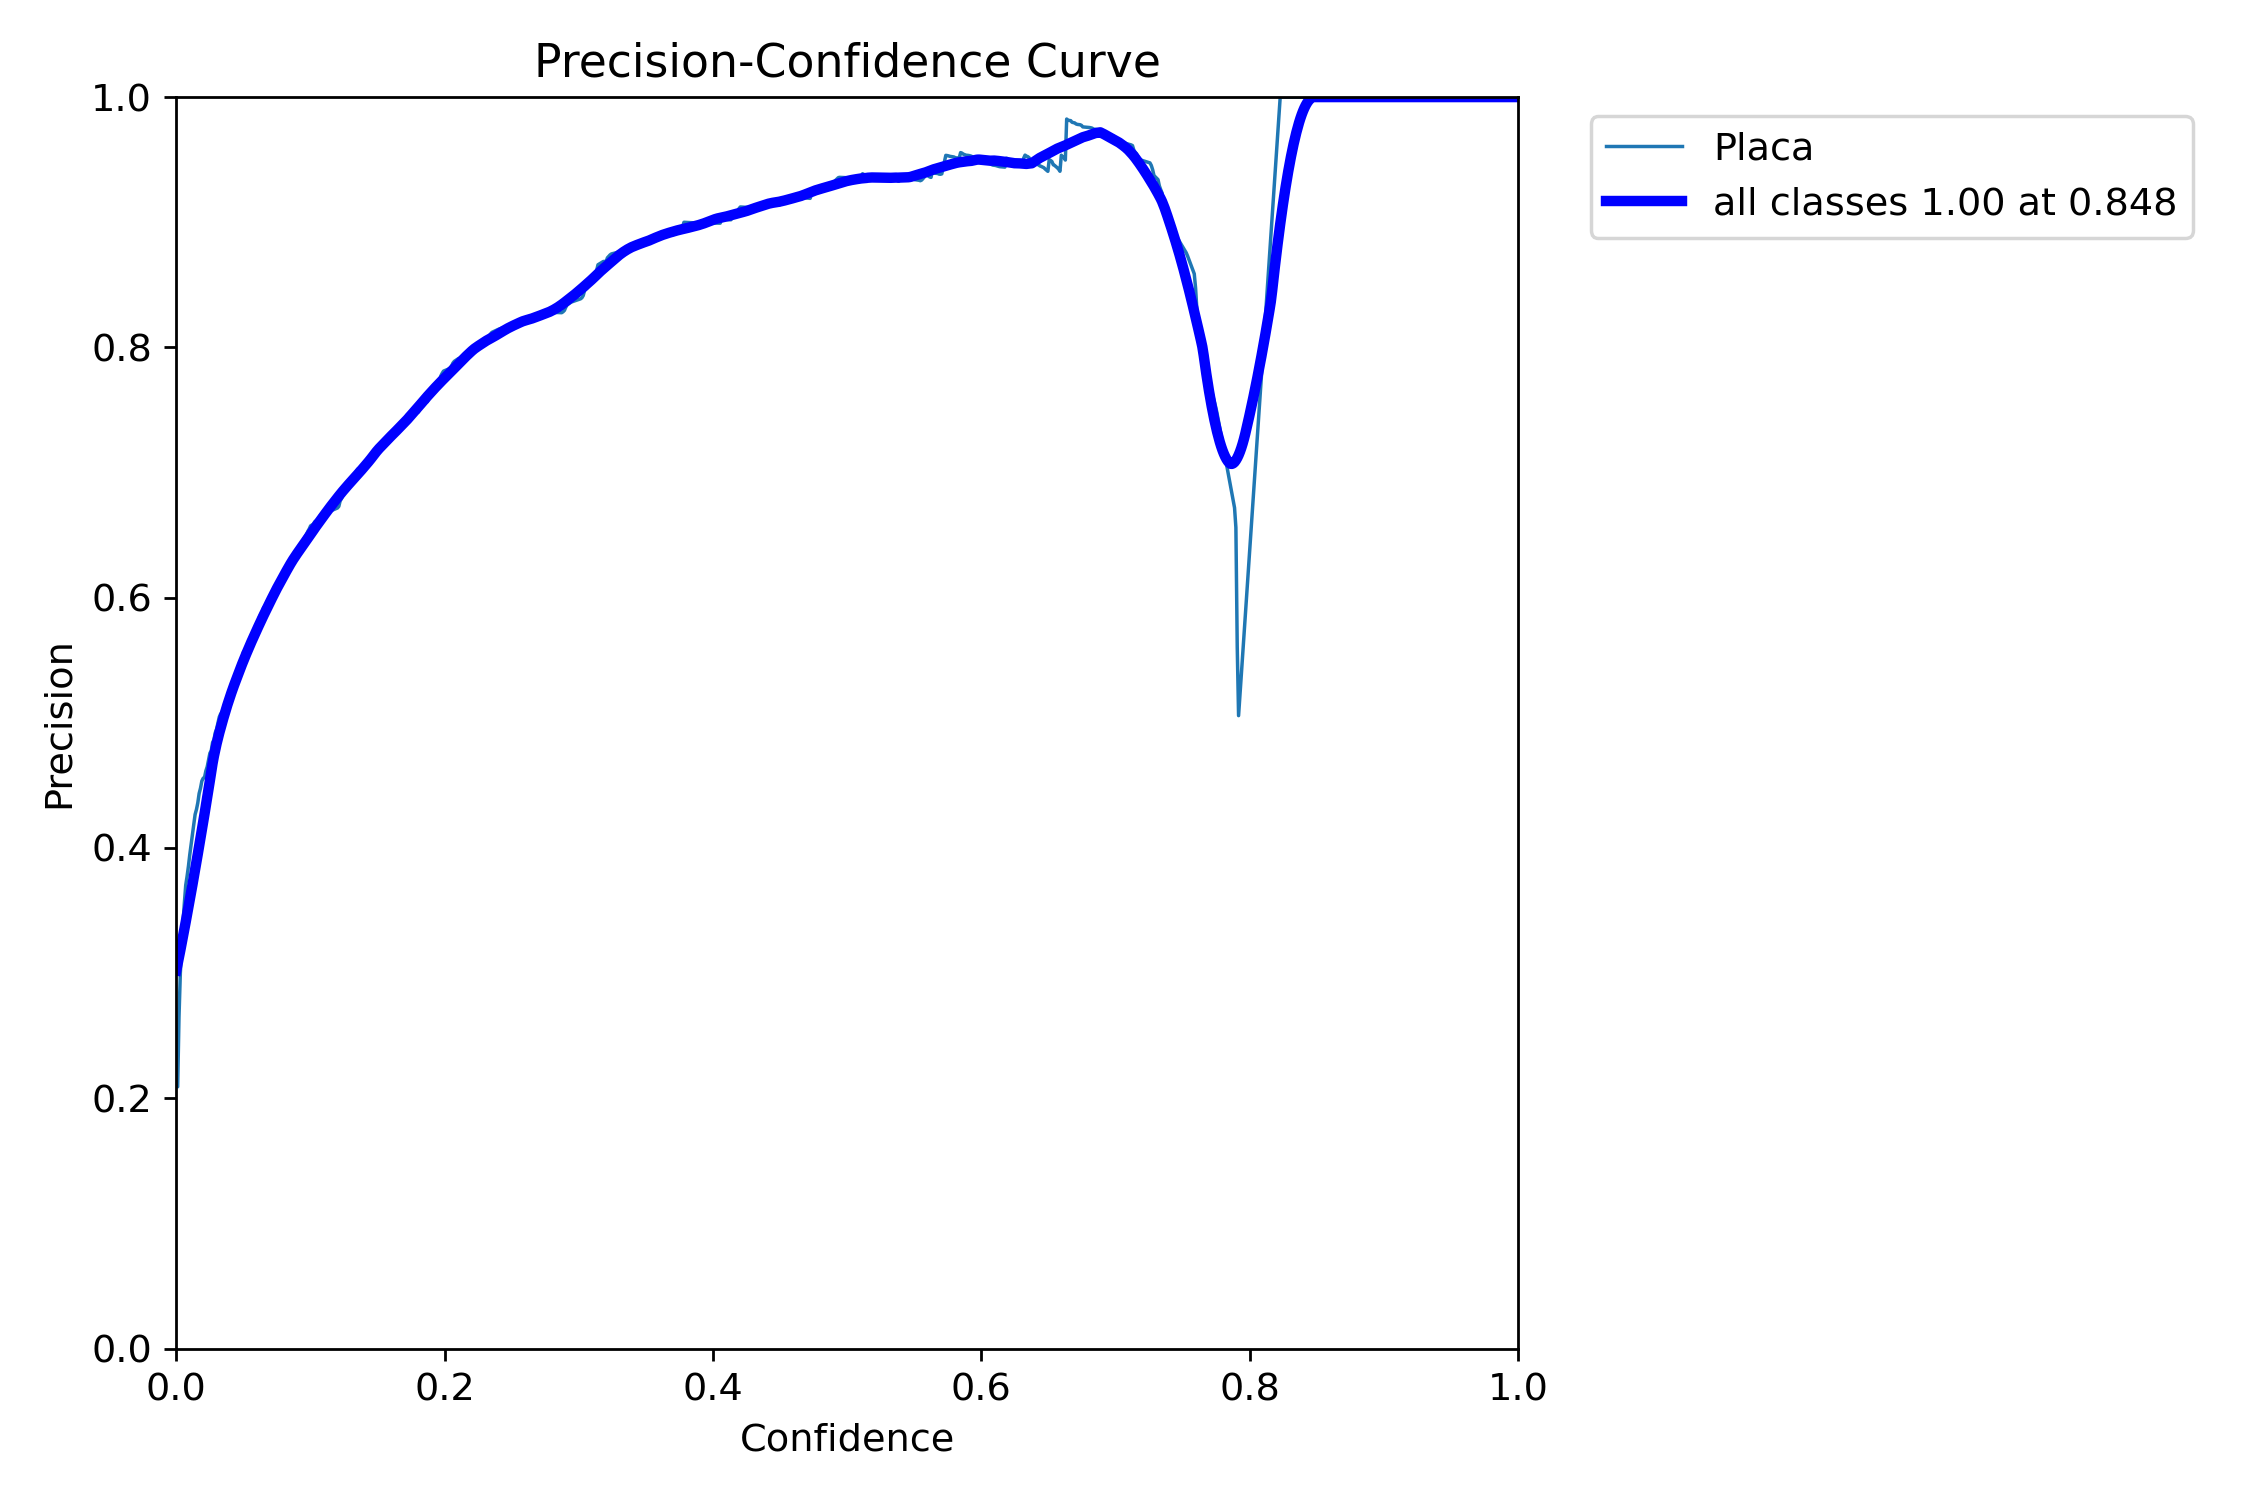 Precision-Confidence Curve
1.0
0.8
0.6
0.4
0.2
0.0
Precision
0.0 0.2 0.4 0.6 0.8 1.0
Confidence
Placa
all classes 1.00 at 0.848